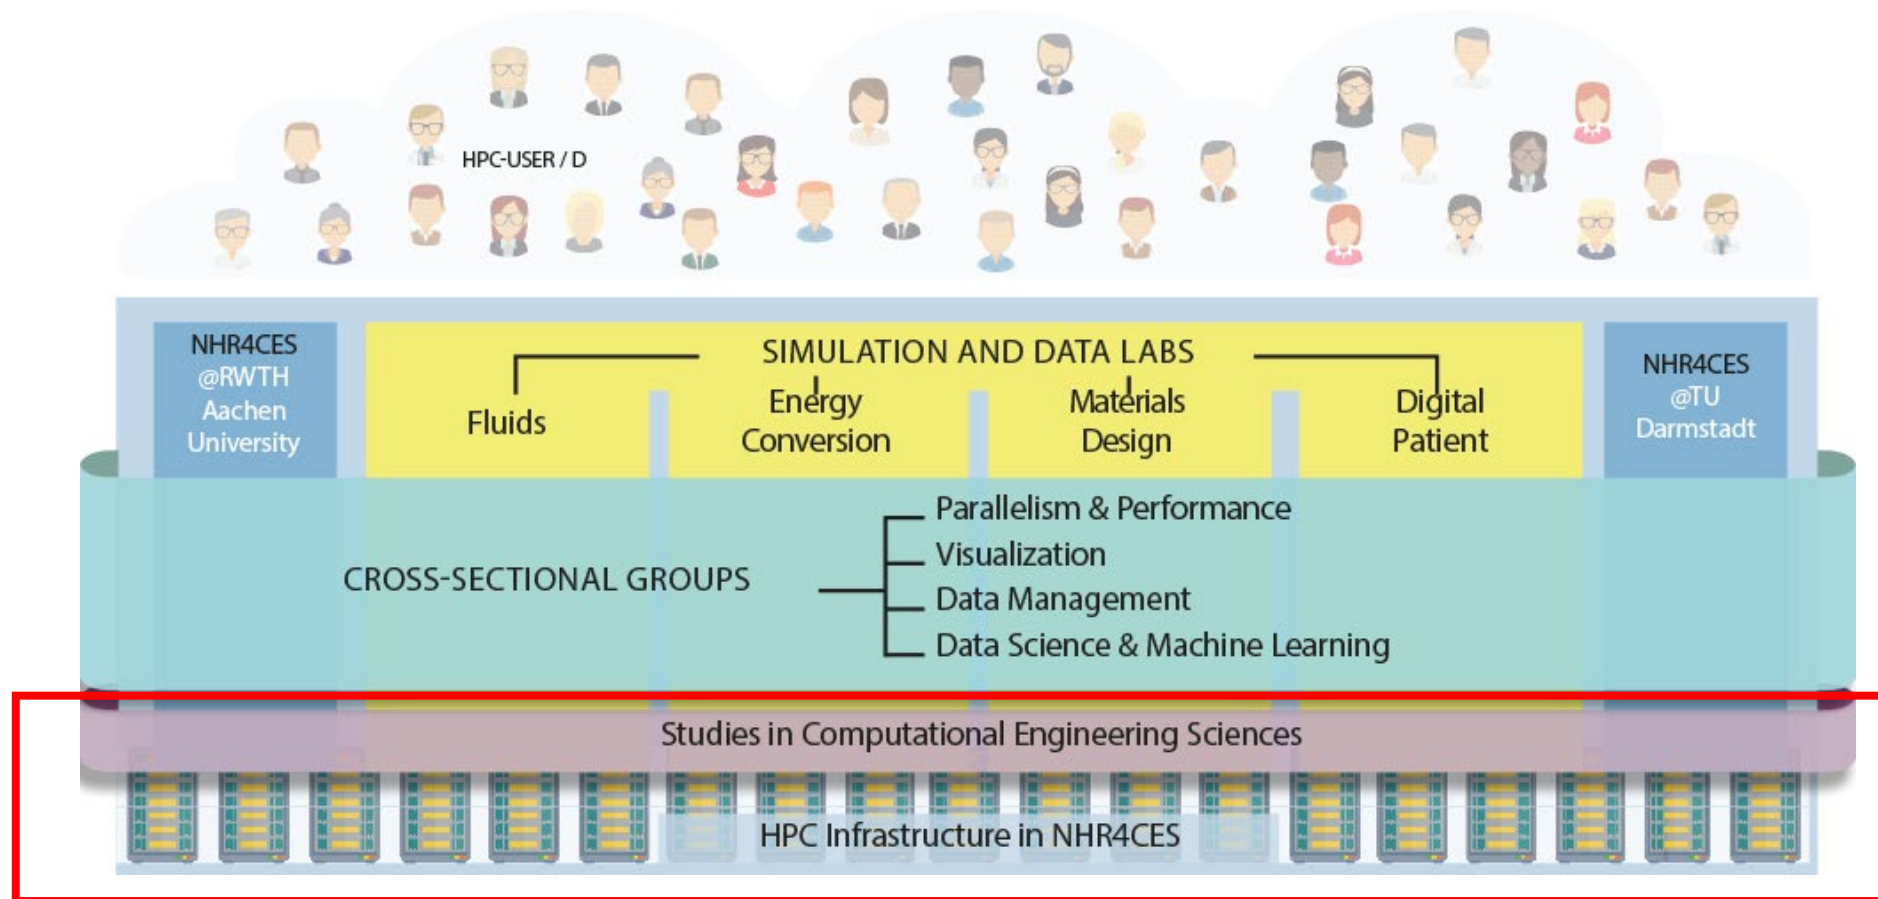 HPC-USER / D
NHR4CES
@RWTH
Aachen
University
SIMULATION AND DATA LABS
Fluids
Energy
Conversion
Materials
Design
Digital
Patient
NHR4CES
@TU
Darmstadt
CROSS-SECTIONAL GROUPS
Parallelism & Performance
Visualization
Data Management
Data Science & Machine Learning
Studies in Computational Engineering Sciences
HPC Infrastructure in NHR4CES